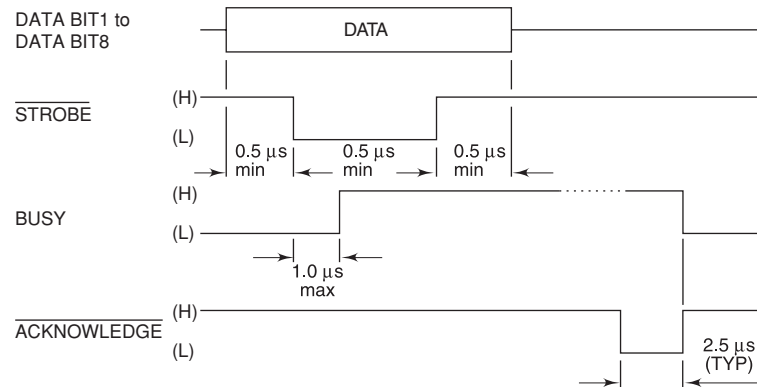 DATA BIT1 to
DATA BIT8
DATA
STROBE
(H)
(L)
0.5 µs
min
0.5 µs
min
0.5 µs
min
BUSY
(H)
(L)
1.0 µs
max
ACKNOWLEDGE
(H)
(L)
2.5 µs
(TYP)